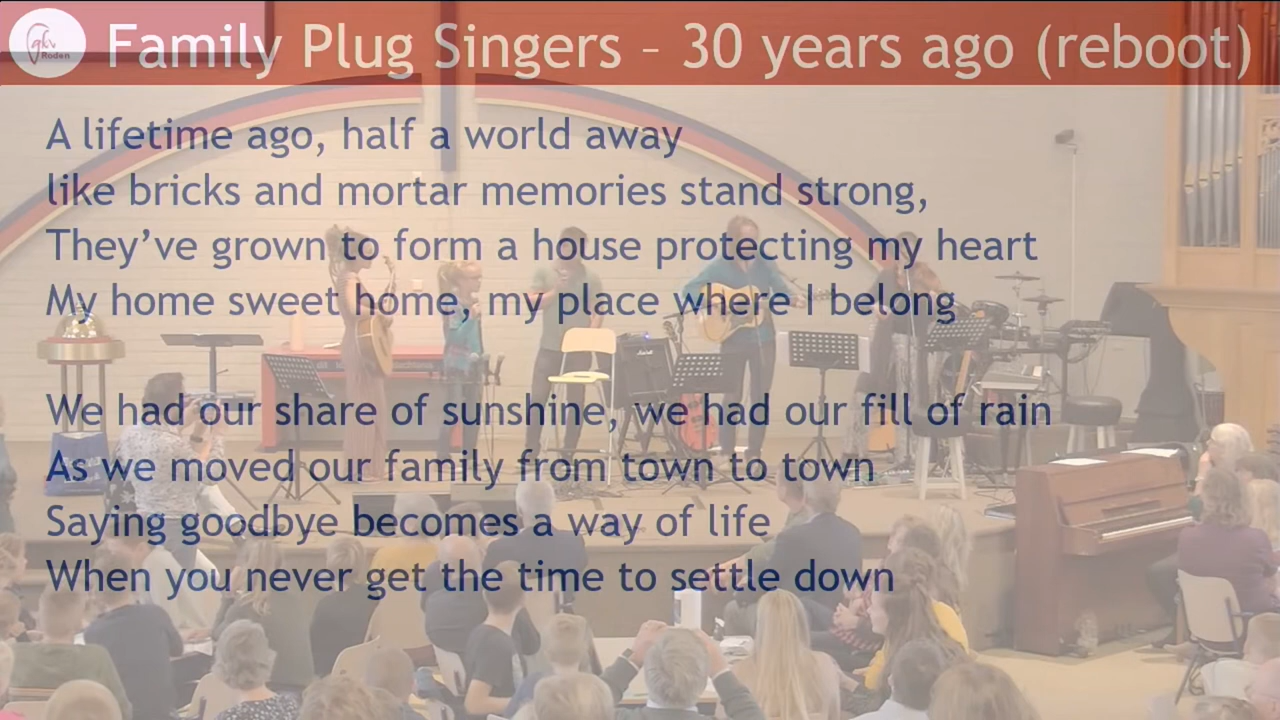 gkv
Roden
Family Plug Singers – 30 years ago (reboot)
A lifetime ago, half a world away
like bricks and mortar memories stand strong,
They’ve grown to form a house protecting my heart
My home sweet home, my place where I belong
We had our share of sunshine, we had our fill of rain
As we moved our family from town to town
Saying goodbye becomes a way of life
When you never get the time to settle down